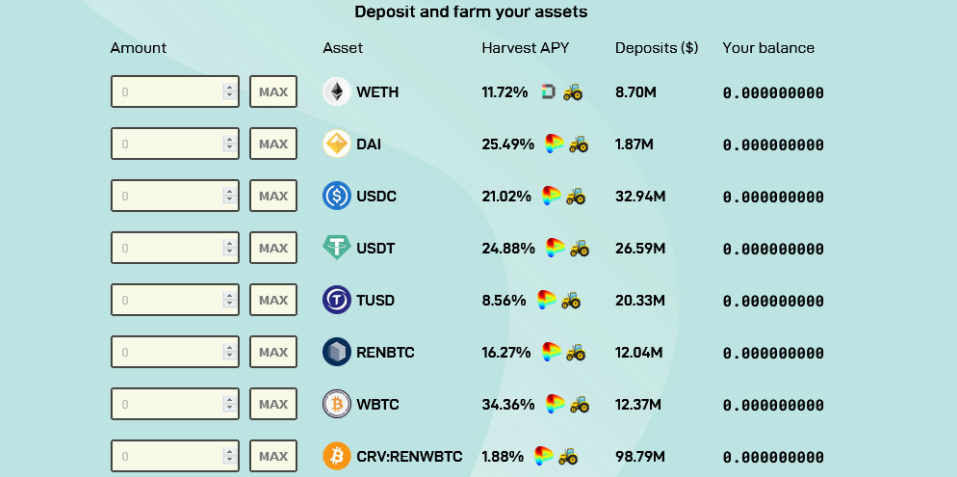 Deposit and farm your assets
Amount Asset Harvest APY Deposits ($) Your balance
0 MAX WETH 11.72% 8.70M 0.000000000
0 MAX DAI 25.49% 1.87M 0.000000000
0 MAX USDC 21.02% 32.94M 0.000000000
0 MAX USDT 24.88% 26.59M 0.000000000
0 MAX TUSD 8.56% 20.33M 0.000000000
0 MAX RENBTC 16.27% 12.04M 0.000000000
0 MAX WBTC 34.36% 12.37M 0.000000000
0 MAX CRV:RENWBTC 1.88% 98.79M 0.000000000